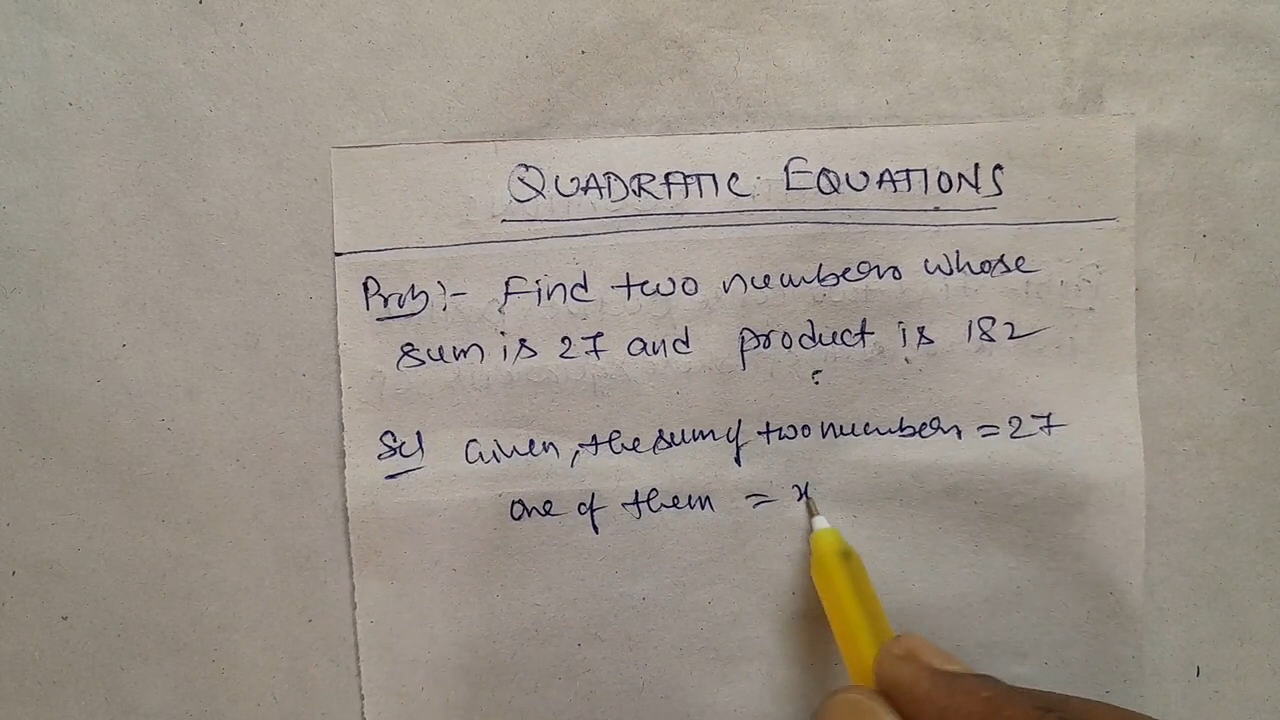 QUADRATIC EQUATIONS
Prob:- Find two numbers whose
sum is 27 and product is 182
Sol Given, the sum of two numbers = 27
one of them = x